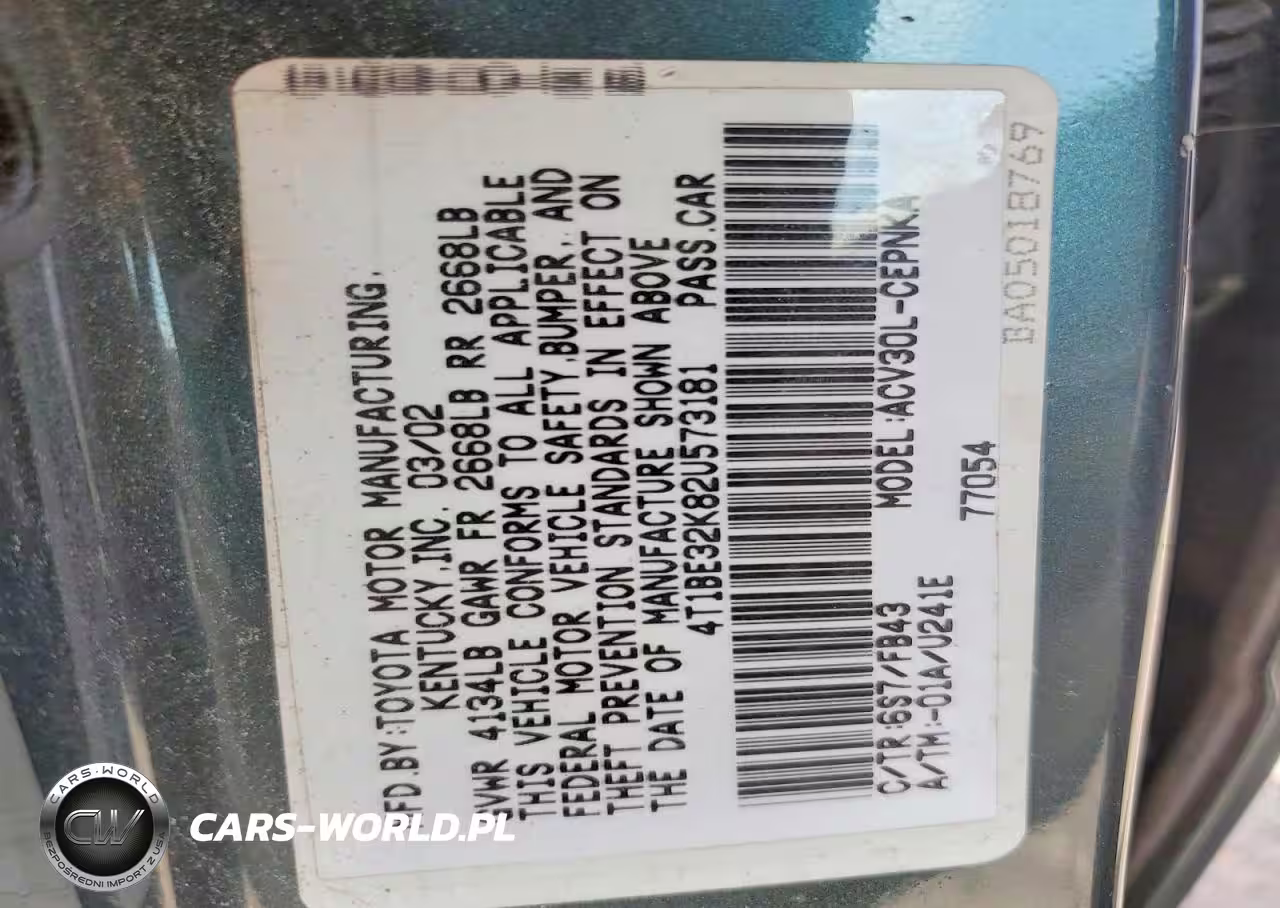 MFD.BY:TOYOTA MOTOR MANUFACTURING,
KENTUCKY,INC. 03/02
GVWR 4134LB GAWR FR 2668LB RR 2668LB
THIS VEHICLE CONFORMS TO ALL APPLICABLE
FEDERAL MOTOR VEHICLE SAFETY,BUMPER, AND
THEFT PREVENTION STANDARDS IN EFFECT ON
THE DATE OF MANUFACTURE SHOWN ABOVE
4T1BE32K82U573181 PASS.CAR
C/TR:6S7/FB43 MODEL:ACV30L-CEPNKA
A/TM:-01A/U241E
77054
BA0501B769
CARS-WORLD
CW
BEZPOŚREDNI IMPORT Z USA
CARS-WORLD.PL